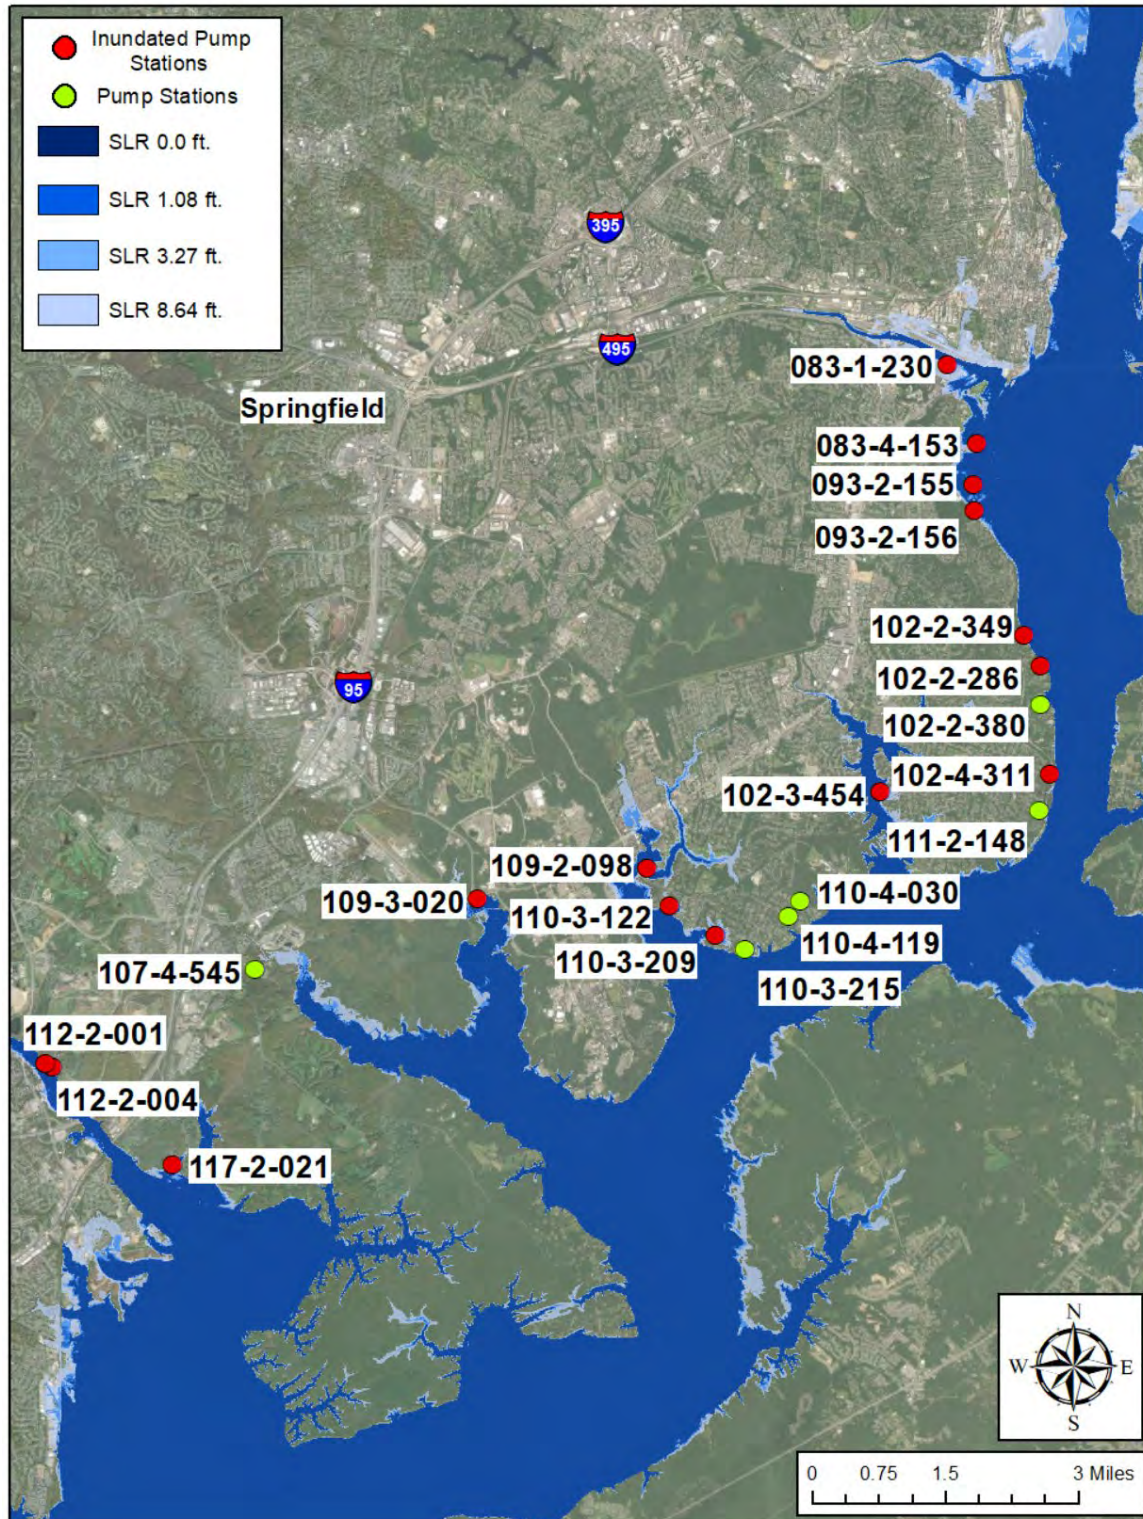 Inundated Pump
Stations
Pump Stations
SLR 0.0 ft.
SLR 1.08 ft.
SLR 3.27 ft.
SLR 8.64 ft.
395
495
083-1-230
Springfield
083-4-153
093-2-155
093-2-156
102-2-349
102-2-286
95
102-2-380
102-4-311
102-3-454
111-2-148
109-2-098
110-4-030
109-3-020
110-3-122
110-4-119
110-3-209
107-4-545
110-3-215
112-2-001
112-2-004
117-2-021
N
W E
S
0 0.75 1.5 3 Miles